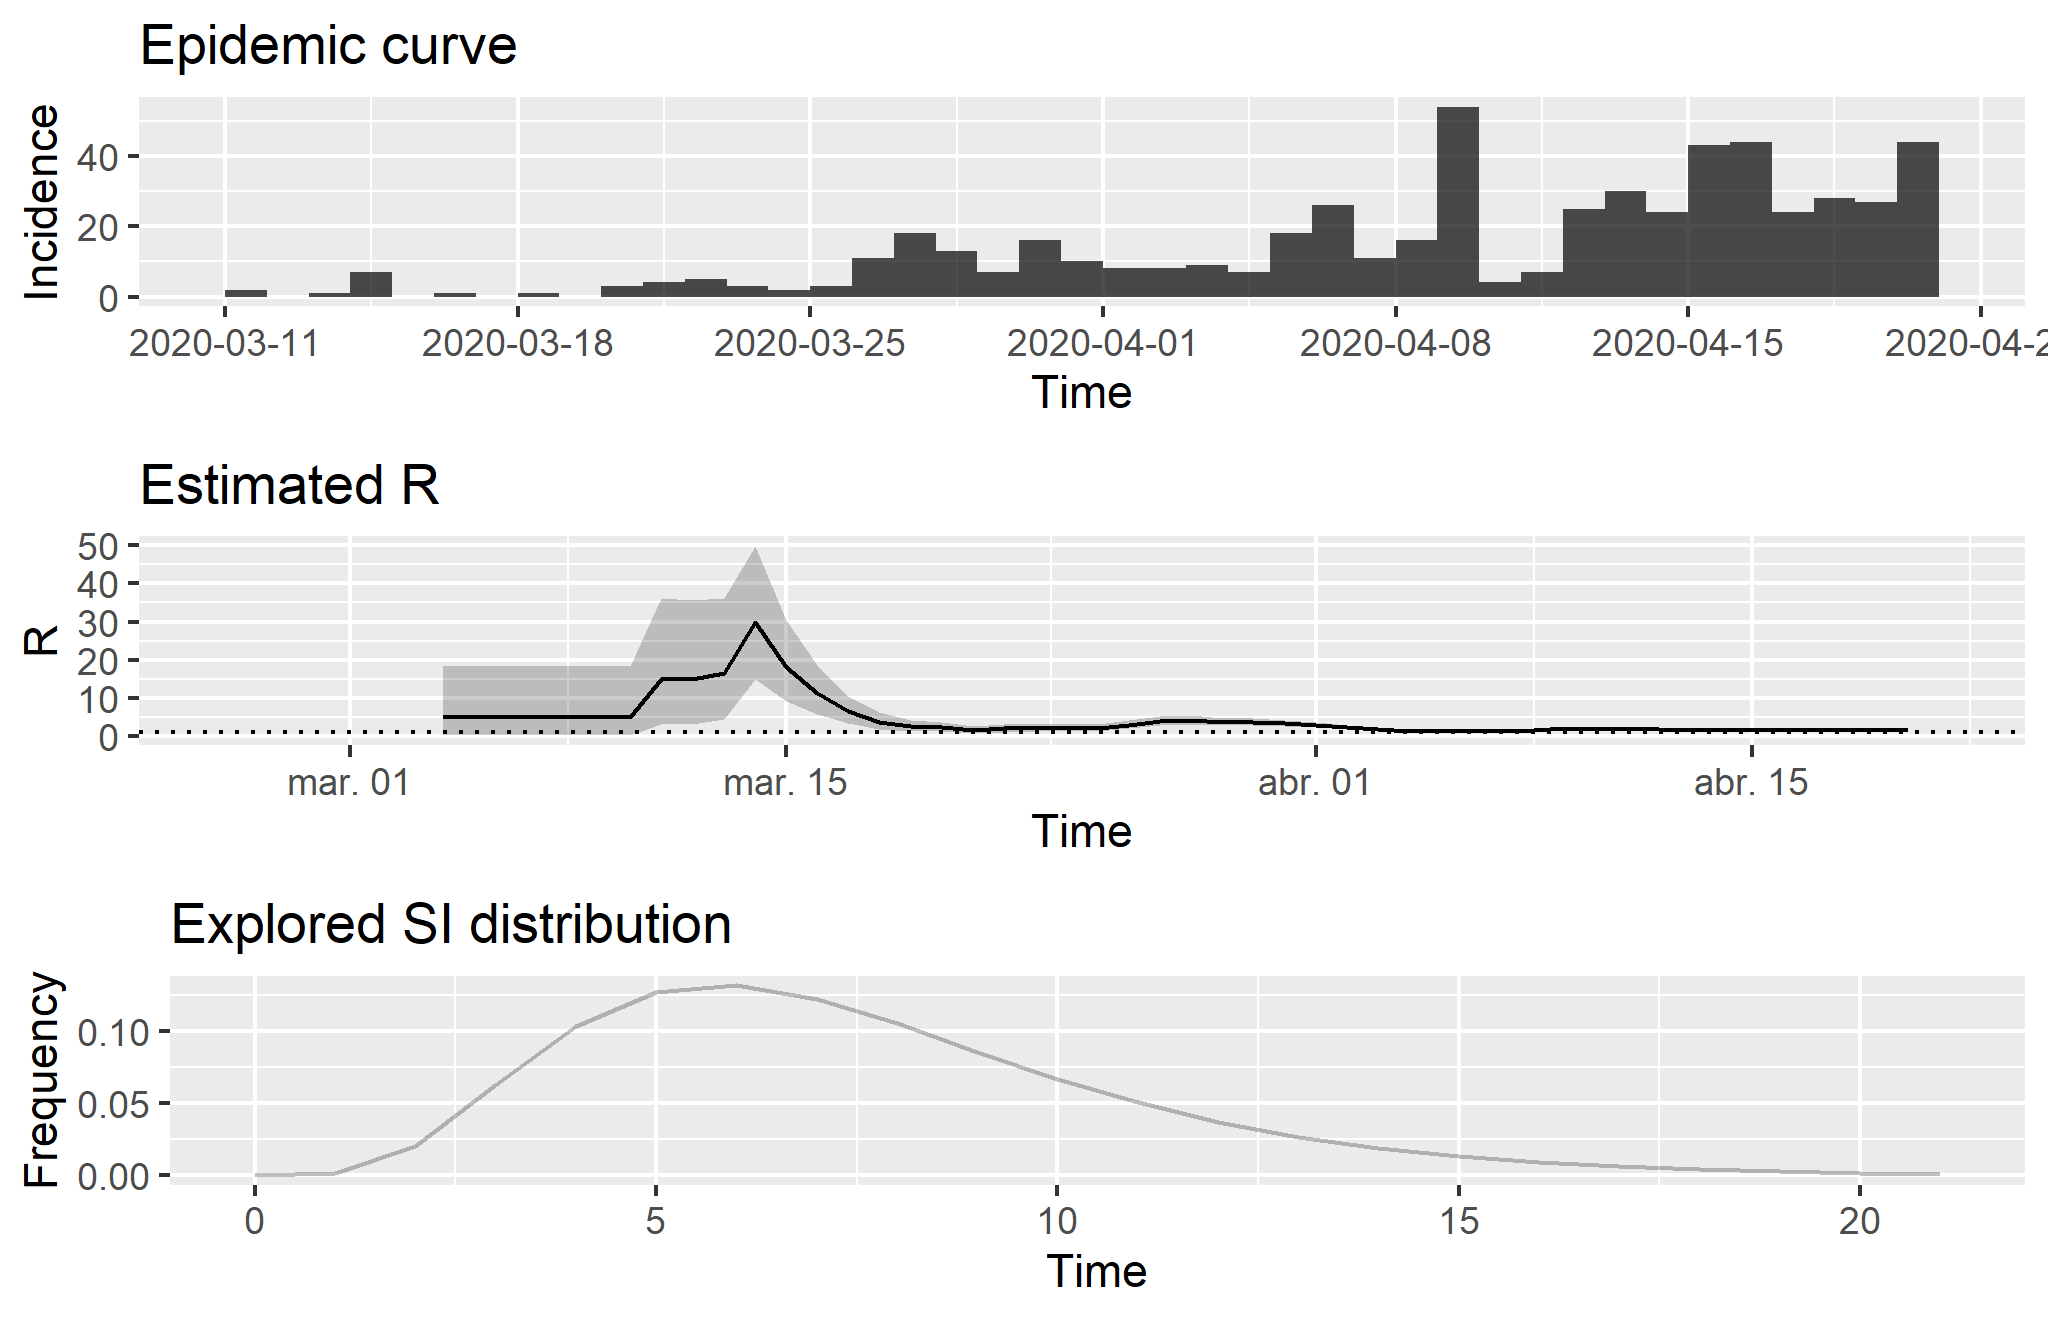 Epidemic curve
Incidence
40
20
0
2020-03-11 2020-03-18 2020-03-25 2020-04-01 2020-04-08 2020-04-15 2020-04-2
Time
Estimated R
R
50
40
30
20
10
0
mar. 01 mar. 15 abr. 01 abr. 15
Time
Explored SI distribution
Frequency
0.10
0.05
0.00
0 5 10 15 20
Time